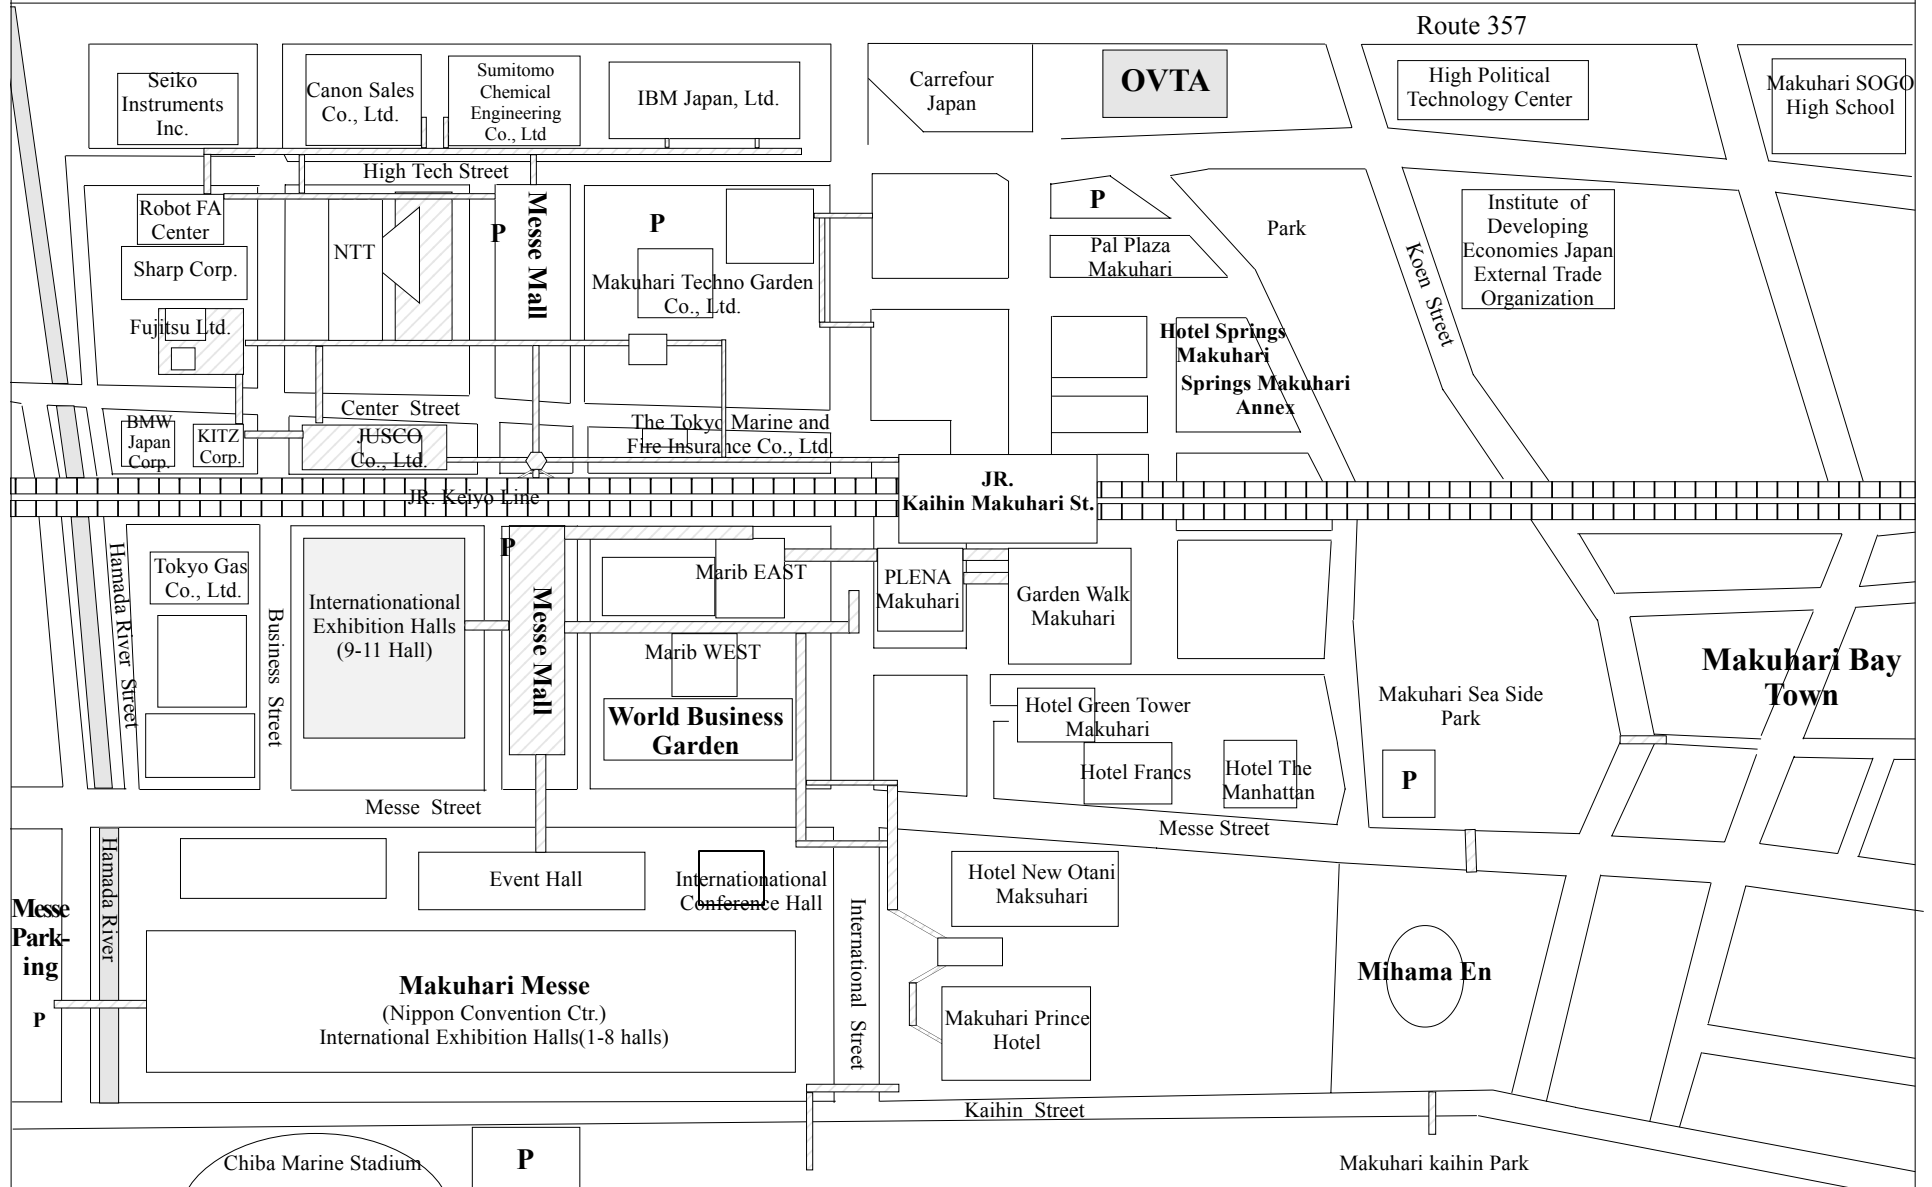 Route 357
Seiko
Instruments
Inc.
Canon Sales
Co., Ltd.
Sumitomo
Chemical
Engineering
Co., Ltd
IBM Japan, Ltd.
Carrefour
Japan
OVTA
High Political
Technology Center
Makuhari SOGO
High School
High Tech Street
Robot FA
Center
Sharp Corp.
Fujitsu Ltd.
NTT
P
Messe Mall
P
Makuhari Techno Garden
Co., Ltd.
P
Pal Plaza
Makuhari
Park
Koen Street
Institute of
Developing
Economies Japan
External Trade
Organization
Hotel Springs
Makuhari
Springs Makuhari
Annex
Center Street
BMW
Japan
Corp.
KITZ
Corp.
JUSCO
Co., Ltd.
The Tokyo Marine and
Fire Insurance Co., Ltd.
JR. Keiyo Line
JR.
Kaihin Makuhari St.
Hamada River Street
Tokyo Gas
Co., Ltd.
Business Street
Internationational
Exhibition Halls
(9-11 Hall)
P
Messe Mall
Marib EAST
Marib WEST
World Business
Garden
PLENA
Makuhari
Garden Walk
Makuhari
Hotel Green Tower
Makuhari
Hotel Francs
Hotel The
Manhattan
Makuhari Sea Side
Park
P
Makuhari Bay
Town
Messe Street
Messe Street
Hamada River
Messe
Park-
ing
P
Event Hall
Internationational
Conference Hall
International Street
Hotel New Otani
Maksuhari
Makuhari Messe
(Nippon Convention Ctr.)
International Exhibition Halls(1-8 halls)
Makuhari Prince
Hotel
Mihama En
Kaihin Street
Chiba Marine Stadium
P
Makuhari kaihin Park